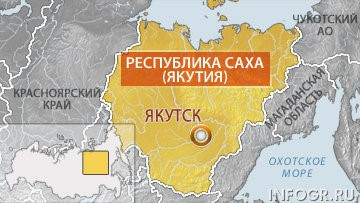 ЧУКОТСКИЙ
АО
РЕСПУБЛИКА САХА
(ЯКУТИЯ)
КРАСНОЯРСКИЙ
КРАЙ
ЯКУТСК
МАГАДАНСКАЯ
ОБЛАСТЬ
ОХОТСКОЕ
МОРЕ
INFOGR.RU